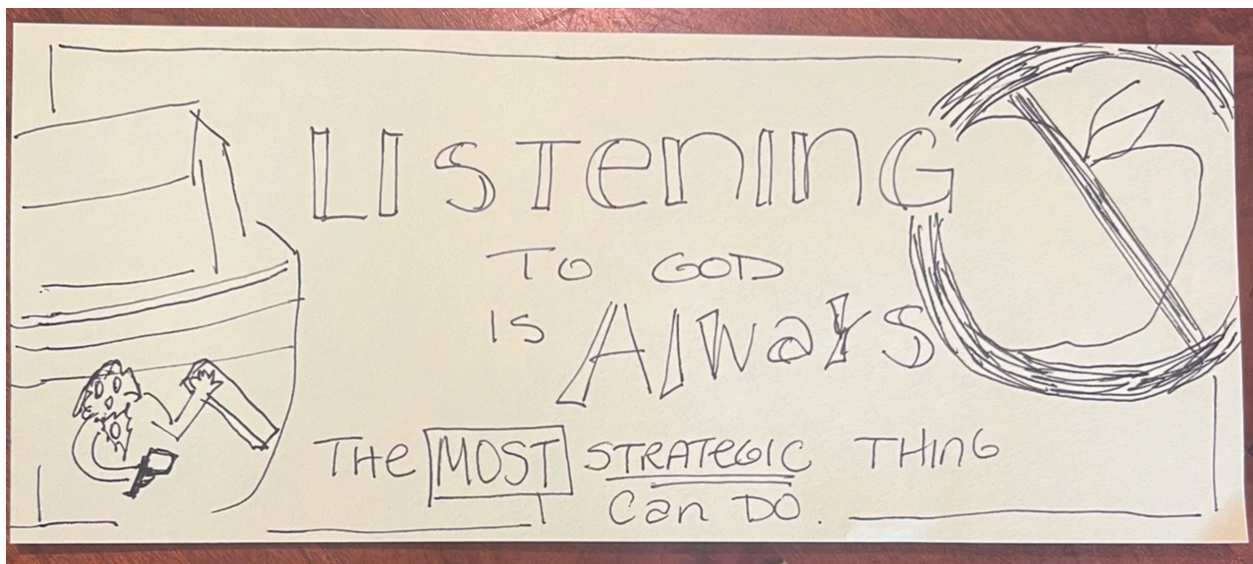 LISTENING
TO GOD
IS AlWaYS
THe MOST STRATEGIC THING
I Can DO.